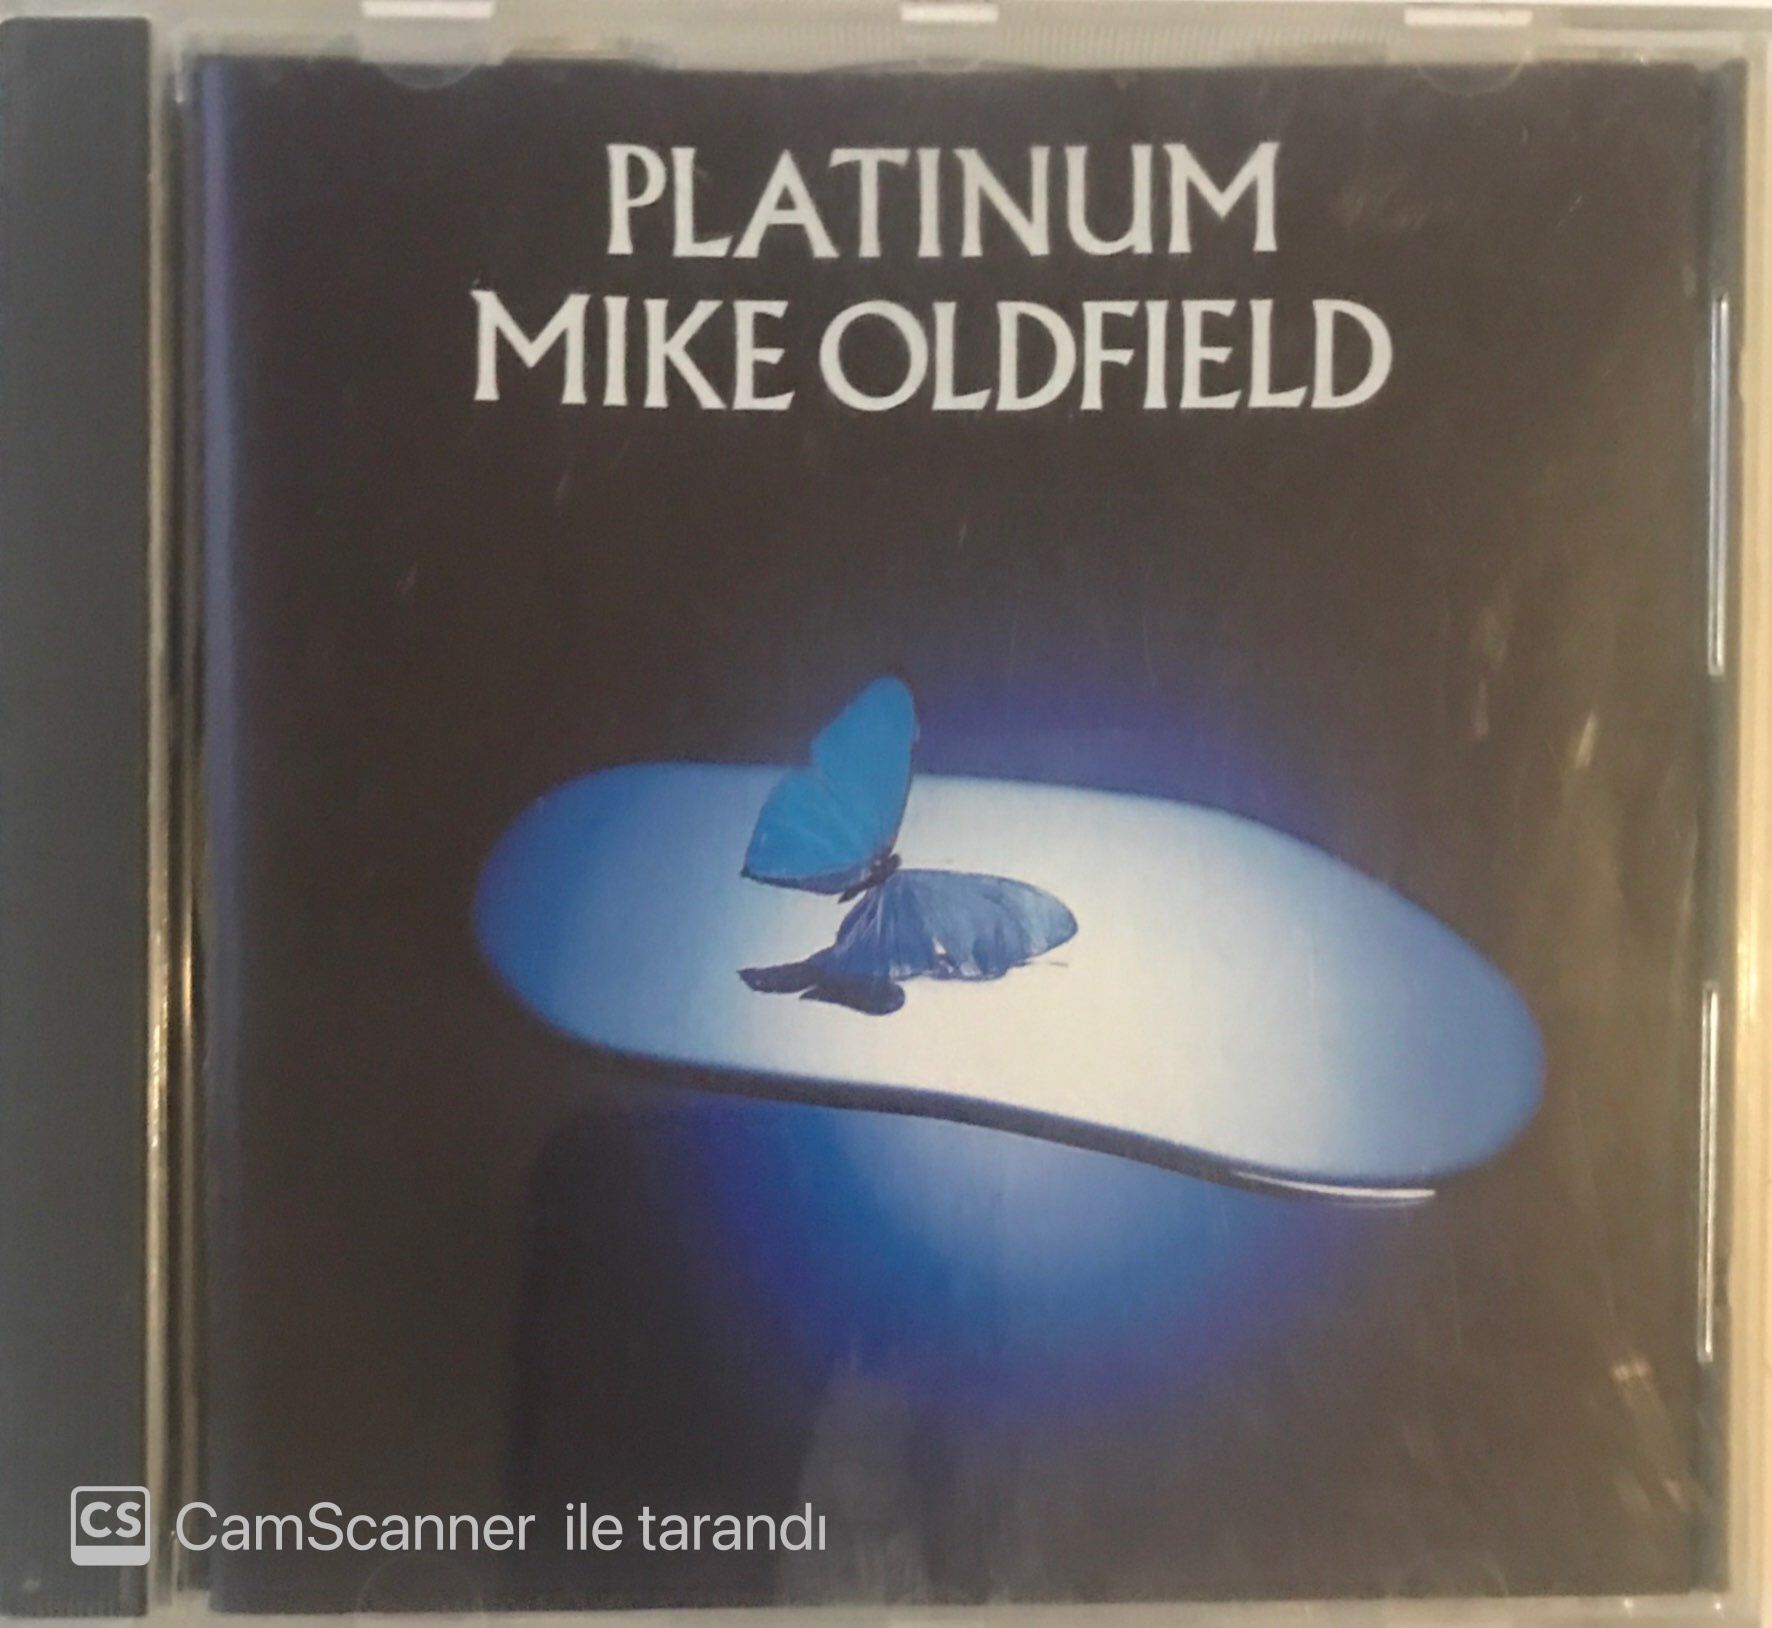 PLATINUM
MIKE OLDFIELD
CS CamScanner ile tarandı